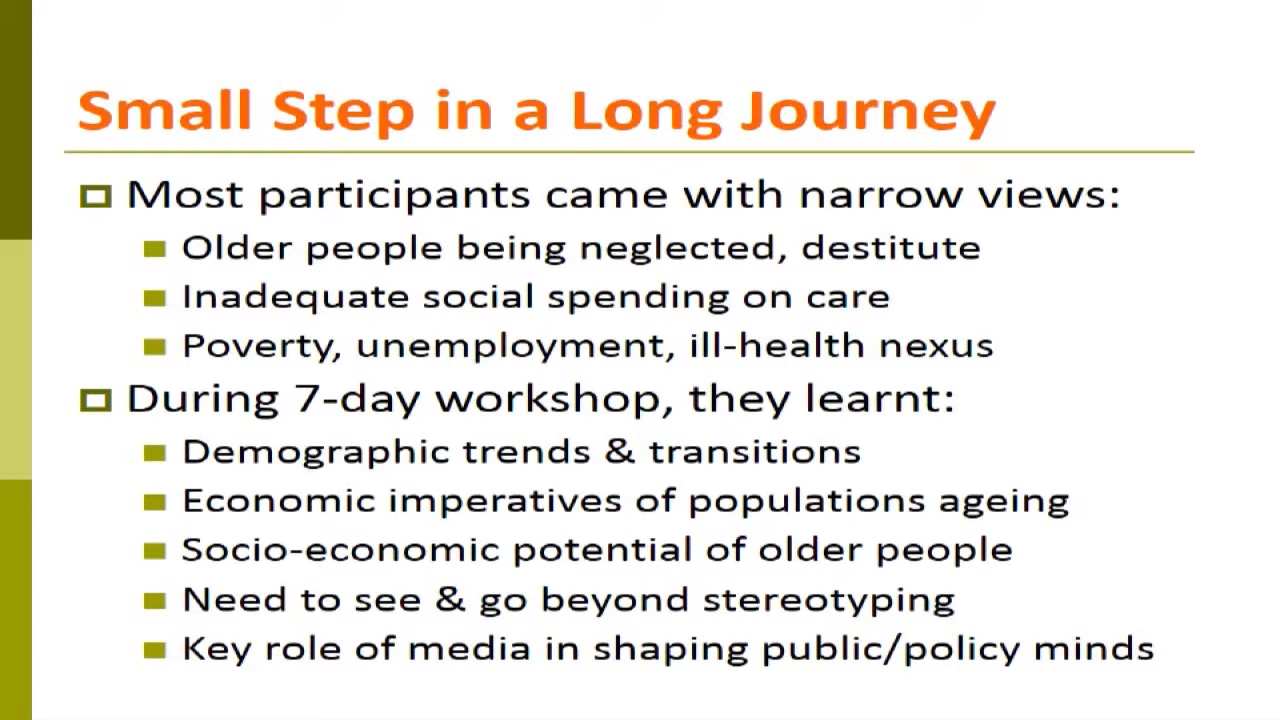 Small Step in a Long Journey
Most participants came with narrow views:
Older people being neglected, destitute
Inadequate social spending on care
Poverty, unemployment, ill-health nexus
During 7-day workshop, they learnt:
Demographic trends & transitions
Economic imperatives of populations ageing
Socio-economic potential of older people
Need to see & go beyond stereotyping
Key role of media in shaping public/policy minds